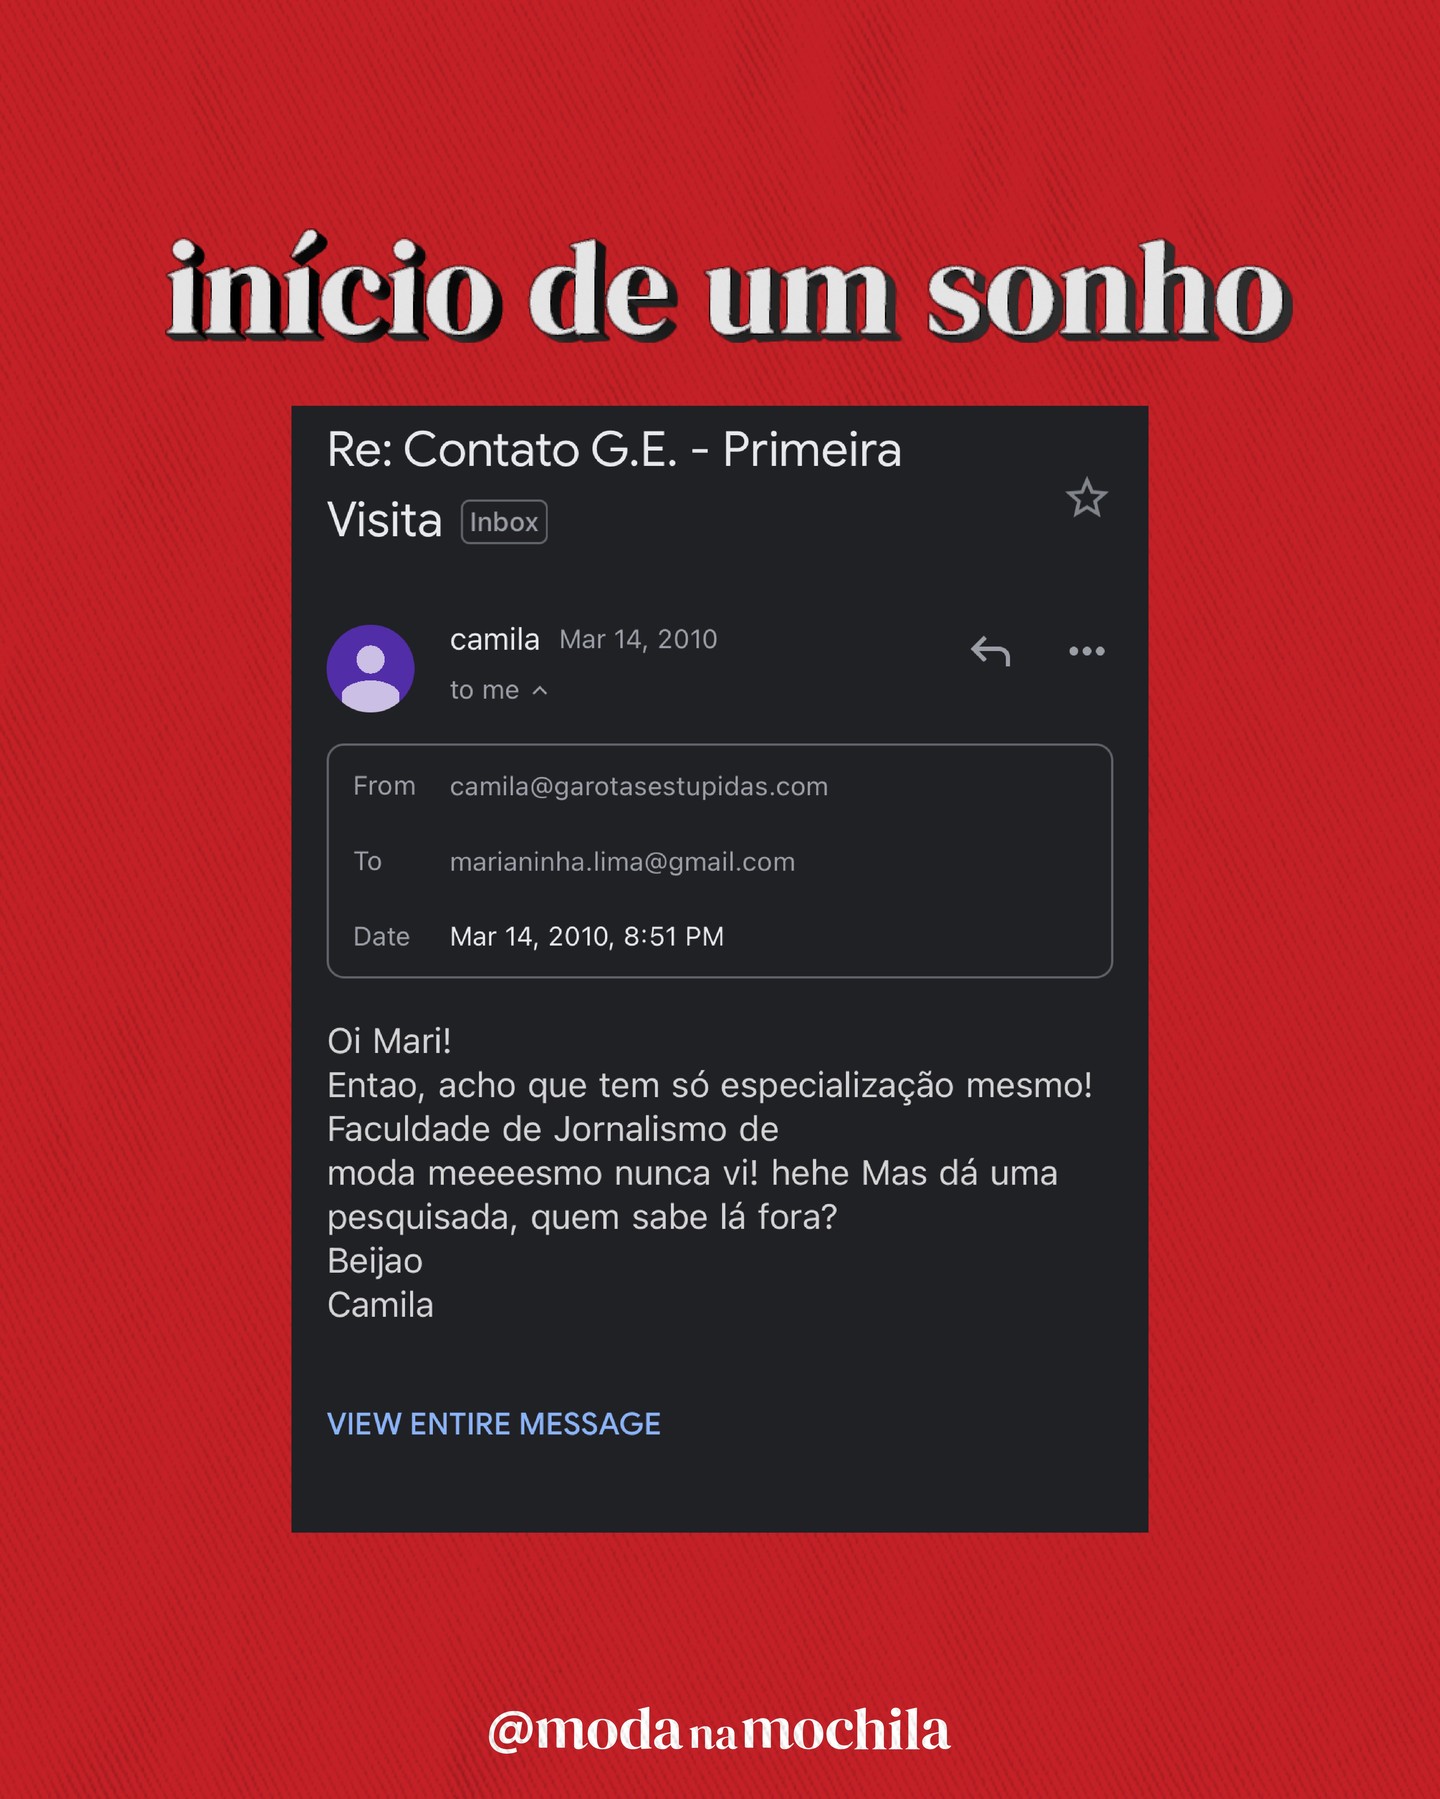 início de um sonho
Re: Contato G.E. - Primeira
Visita Inbox
camila Mar 14, 2010
to me
From camila@garotasestupidas.com
To marianinha.lima@gmail.com
Date Mar 14, 2010, 8:51 PM
Oi Mari!
Entao, acho que tem só especialização mesmo!
Faculdade de Jornalismo de
moda meeeesmo nunca vi! hehe Mas dá uma
pesquisada, quem sabe lá fora?
Beijao
Camila
VIEW ENTIRE MESSAGE
@modanamochila